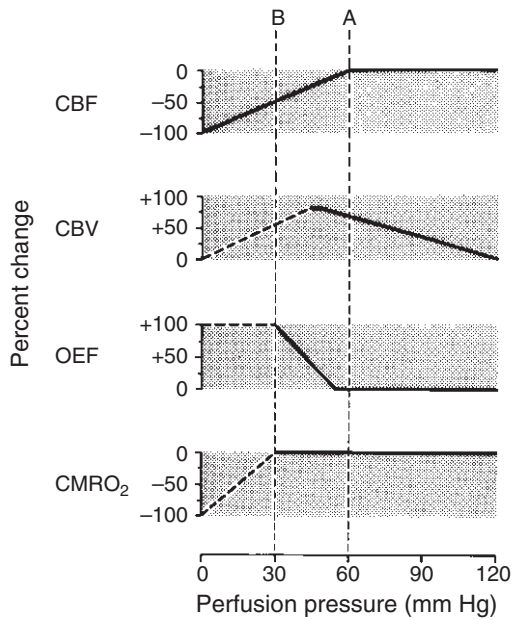 B A
CBF
0
–50
–100
CBV
+100
+50
0
Percent change
OEF
+100
+50
0
CMRO₂
0
–50
–100
0 30 60 90 120
Perfusion pressure (mm Hg)